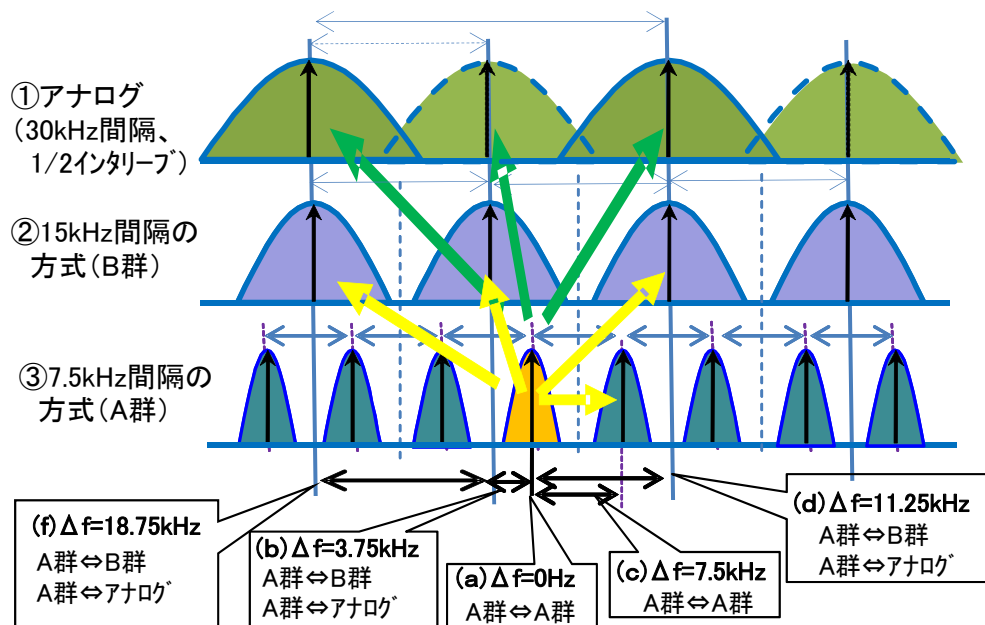 ①アナログ
(30kHz間隔、
1/2インタリーブ)
②15kHz間隔の
方式(B群)
③7.5kHz間隔の
方式(A群)
(f)Δf=18.75kHz
A群⇔B群
A群⇔アナログ
(b)Δf=3.75kHz
A群⇔B群
A群⇔アナログ
(a)Δf=0Hz
A群⇔A群
(c)Δf=7.5kHz
A群⇔A群
(d)Δf=11.25kHz
A群⇔B群
A群⇔アナログ